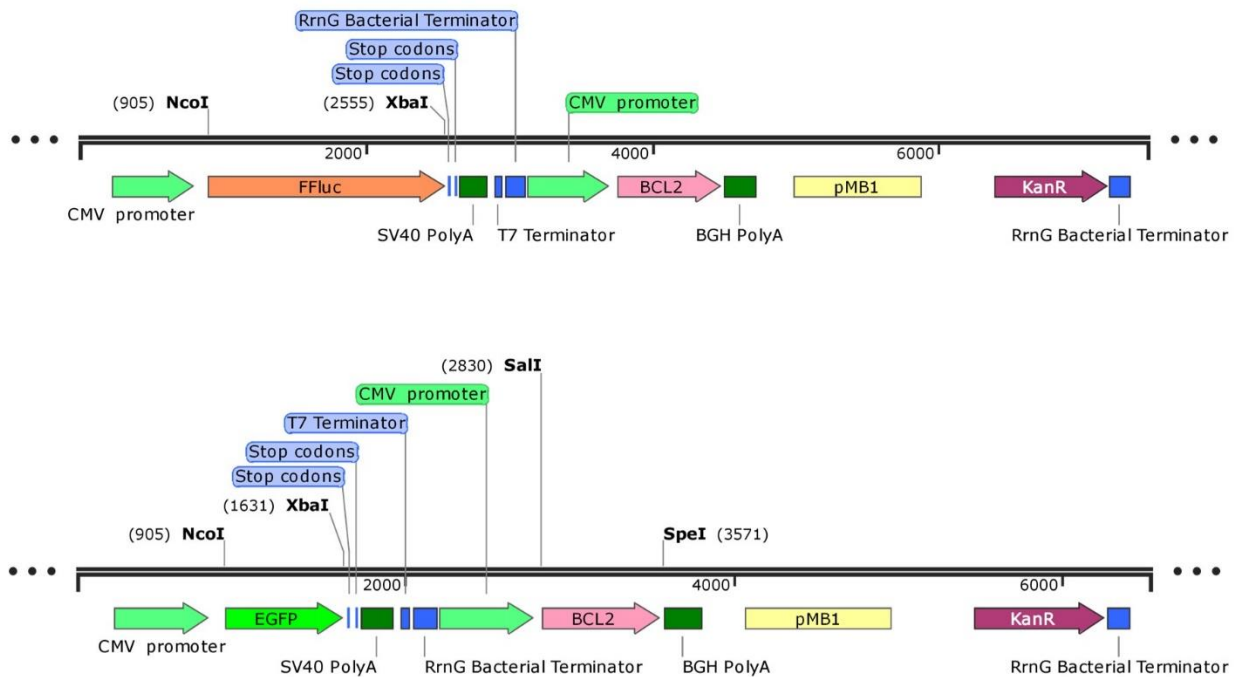 RrnG Bacterial Terminator
Stop codons
Stop codons
(905) NcoI
(2555) XbaI
CMV promoter
2000
4000
6000
FFluc
BCL2
pMB1
KanR
CMV promoter
SV40 PolyA
T7 Terminator
BGH PolyA
RrnG Bacterial Terminator
(2830) SalI
CMV promoter
T7 Terminator
Stop codons
Stop codons
(1631) XbaI
(905) NcoI
SpeI (3571)
2000
4000
6000
EGFP
BCL2
pMB1
KanR
CMV promoter
SV40 PolyA
RrnG Bacterial Terminator
BGH PolyA
RrnG Bacterial Terminator